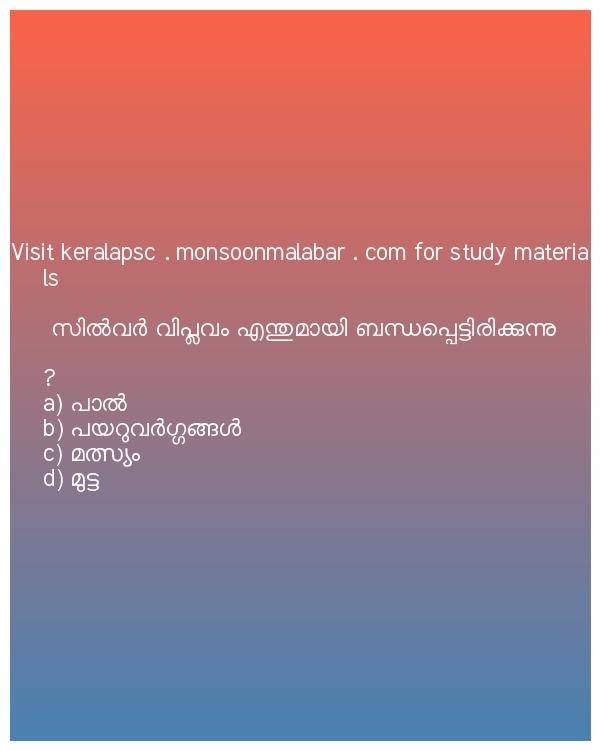 Visit keralapsc . monsoonmalabar . com for study materia
ls
സിൽവർ വിപ്ലവം എന്തുമായി ബന്ധപ്പെട്ടിരിക്കുന്നു
?
a) പാൽ
b) പയറുവർഗ്ഗങ്ങൾ
c) മത്സ്യം
d) മുട്ട